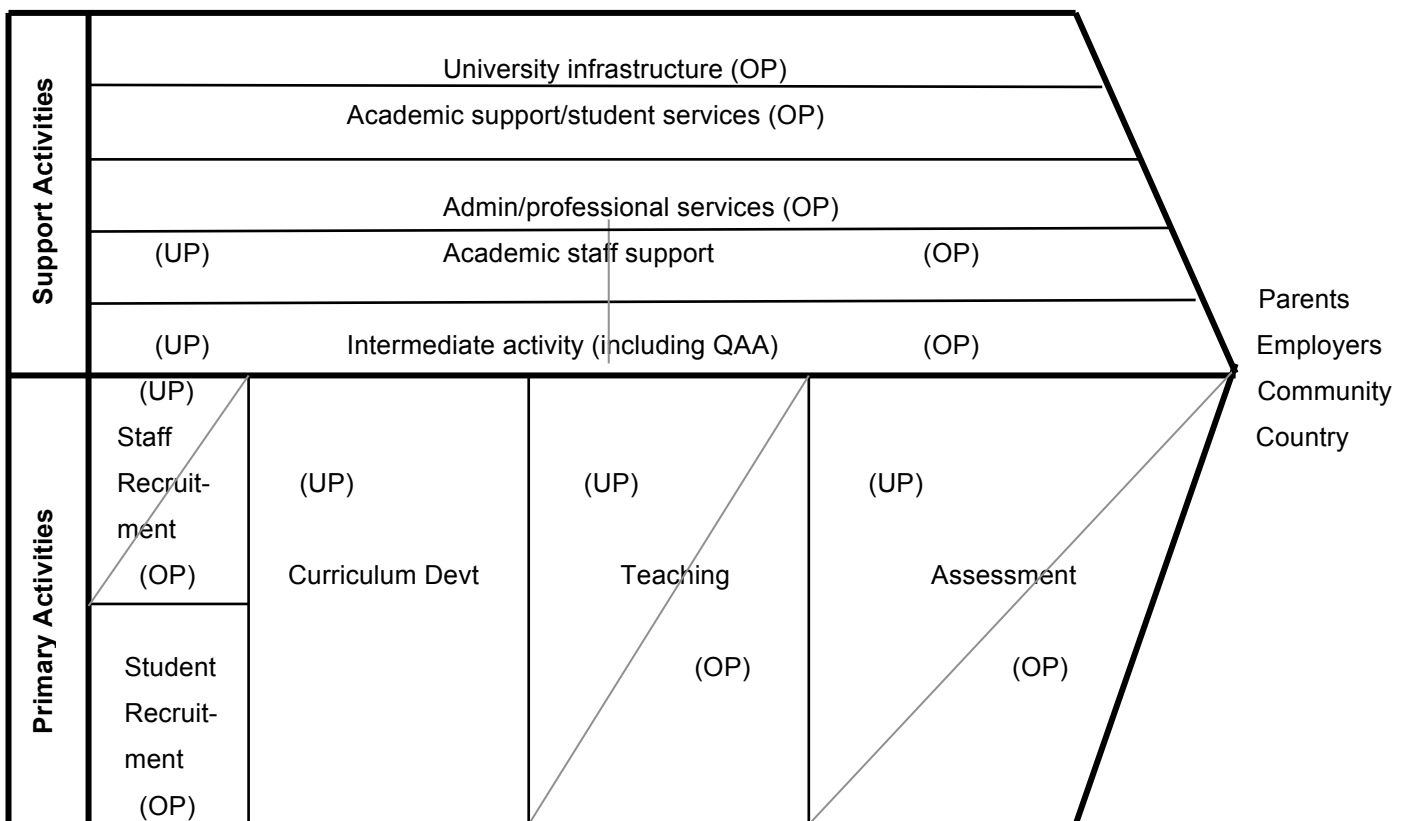 Support Activities
University infrastructure (OP)
Academic support/student services (OP)
Admin/professional services (OP)
(UP) Academic staff support (OP)
(UP) Intermediate activity (including QAA) (OP)
Parents
Employers
Community
Country
Primary Activities
(UP)
Staff
Recruit-
ment
(OP)
Student
Recruit-
ment
(OP)
(UP)
Curriculum Devt
(UP)
Teaching
(OP)
(UP)
Assessment
(OP)